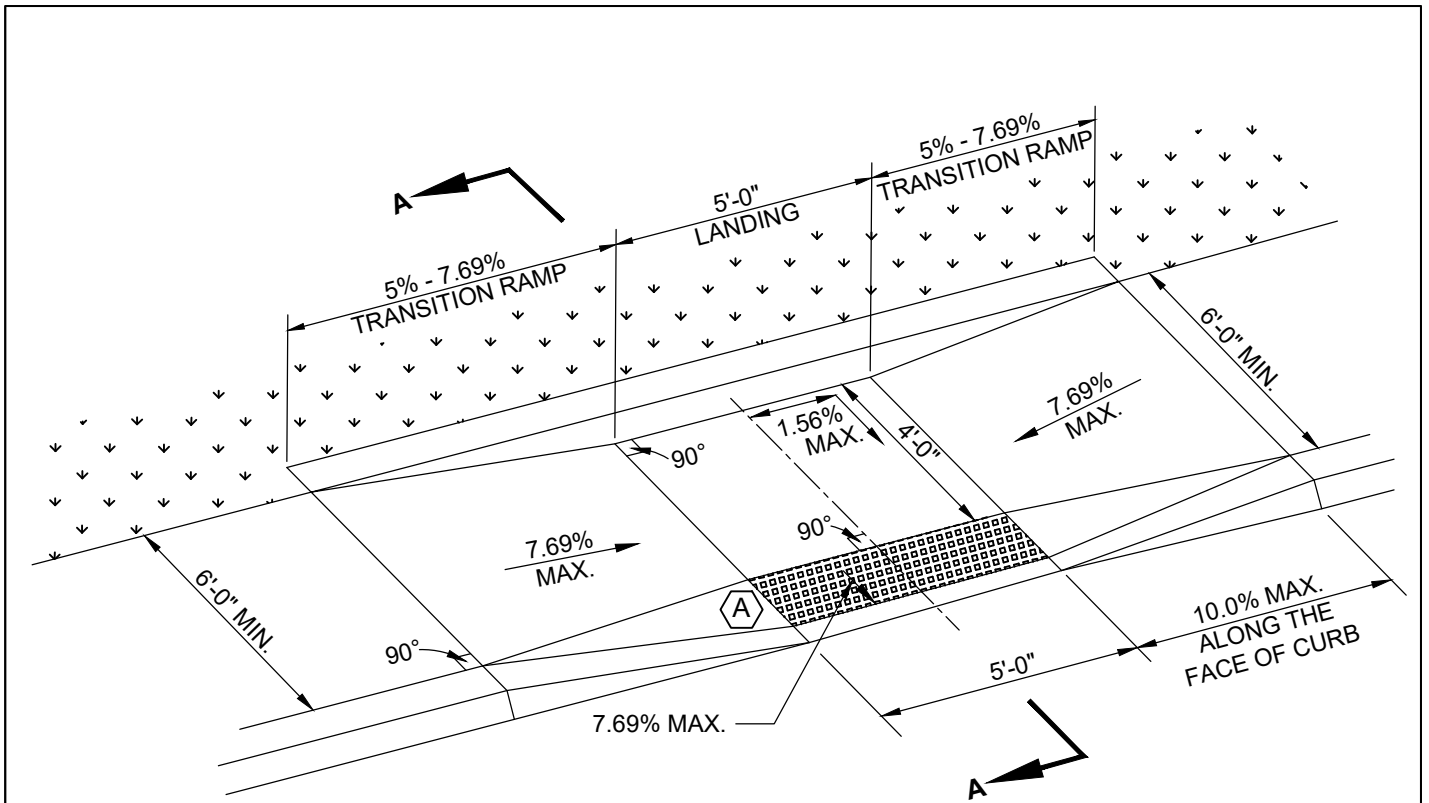 5% - 7.69%
TRANSITION RAMP
5'-0"
LANDING
5% - 7.69%
TRANSITION RAMP
A
6'-0" MIN.
7.69%
MAX.
1.56%
MAX.
4'-0"
90°
90°
7.69%
MAX.
6'-0" MIN.
90°
A
10.0% MAX.
ALONG THE
FACE OF CURB
5'-0"
7.69% MAX.
A